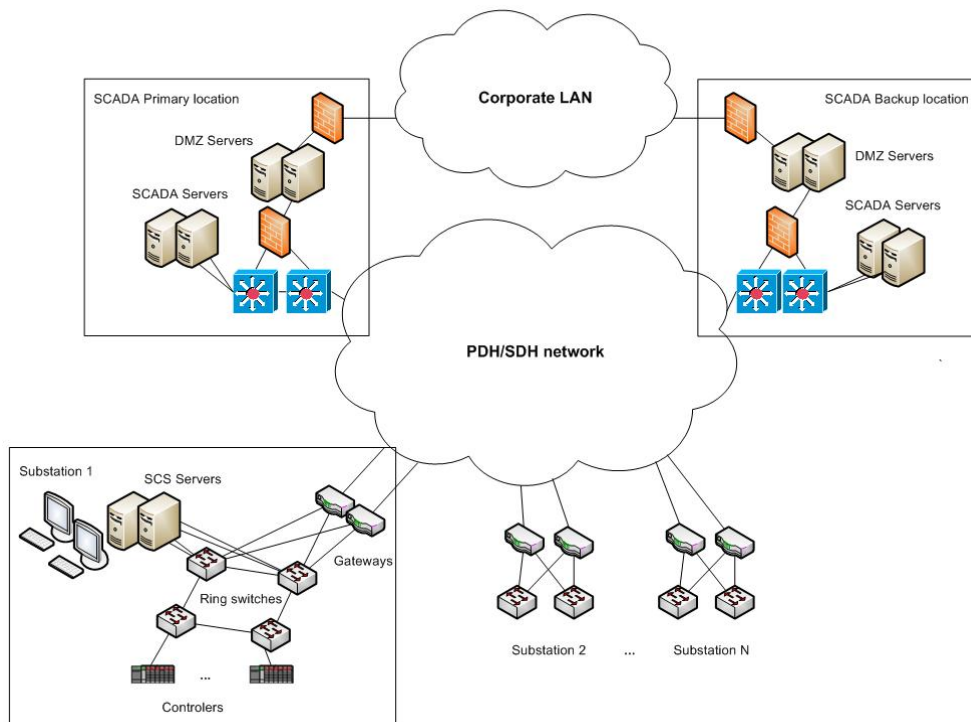 Corporate LAN
SCADA Primary location
DMZ Servers
SCADA Servers
SCADA Backup location
DMZ Servers
SCADA Servers
PDH/SDH network
Substation 1
SCS Servers
Gateways
Ring switches
...
Controlers
Substation 2
...
Substation N